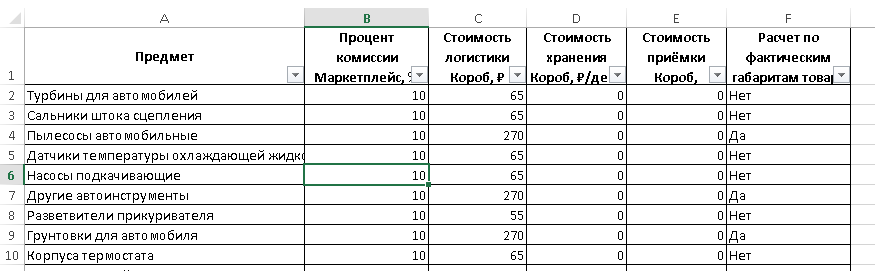 A B C D E F
1 Предмет Процент комиссии Маркетплейс, Стоимость логистики Короб, ₽ Стоимость хранения Короб, ₽/де Стоимость приёмки Короб, Расчет по фактическим габаритам товар
2 Турбины для автомобилей 10 65 0 0 Нет
3 Сальники штока сцепления 10 65 0 0 Нет
4 Пылесосы автомобильные 10 270 0 0 Да
5 Датчики температуры охлаждающей жидко 10 65 0 0 Нет
6 Насосы подкачивающие 10 65 0 0 Нет
7 Другие автоинструменты 10 270 0 0 Да
8 Разветвители прикуривателя 10 55 0 0 Нет
9 Грунтовки для автомобиля 10 270 0 0 Да
10 Корпуса термостата 10 65 0 0 Нет